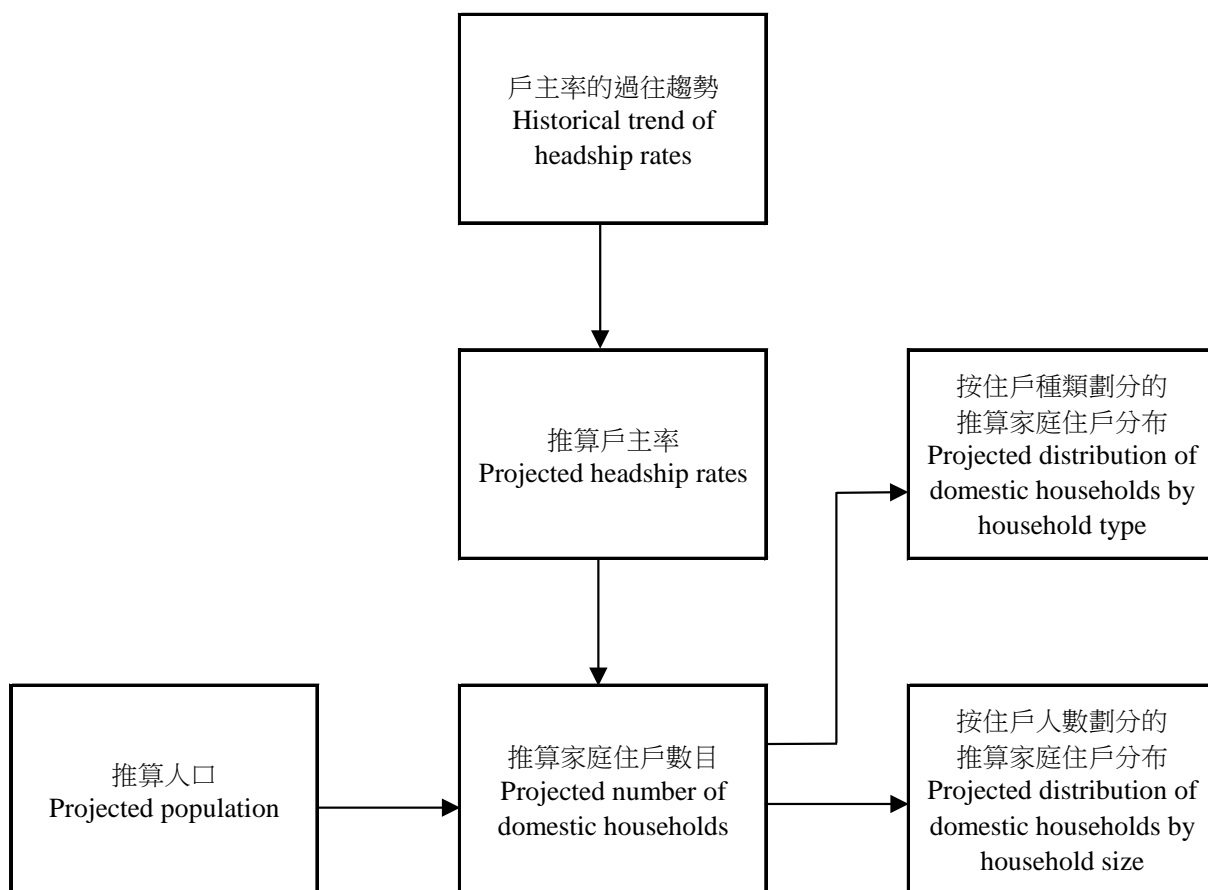 戶主率的過往趨勢
Historical trend of
headship rates
推算戶主率
Projected headship rates
按住戶種類劃分的
推算家庭住戶分布
Projected distribution of
domestic households by
household type
推算人口
Projected population
推算家庭住戶數目
Projected number of
domestic households
按住戶人數劃分的
推算家庭住戶分布
Projected distribution of
domestic households by
household size